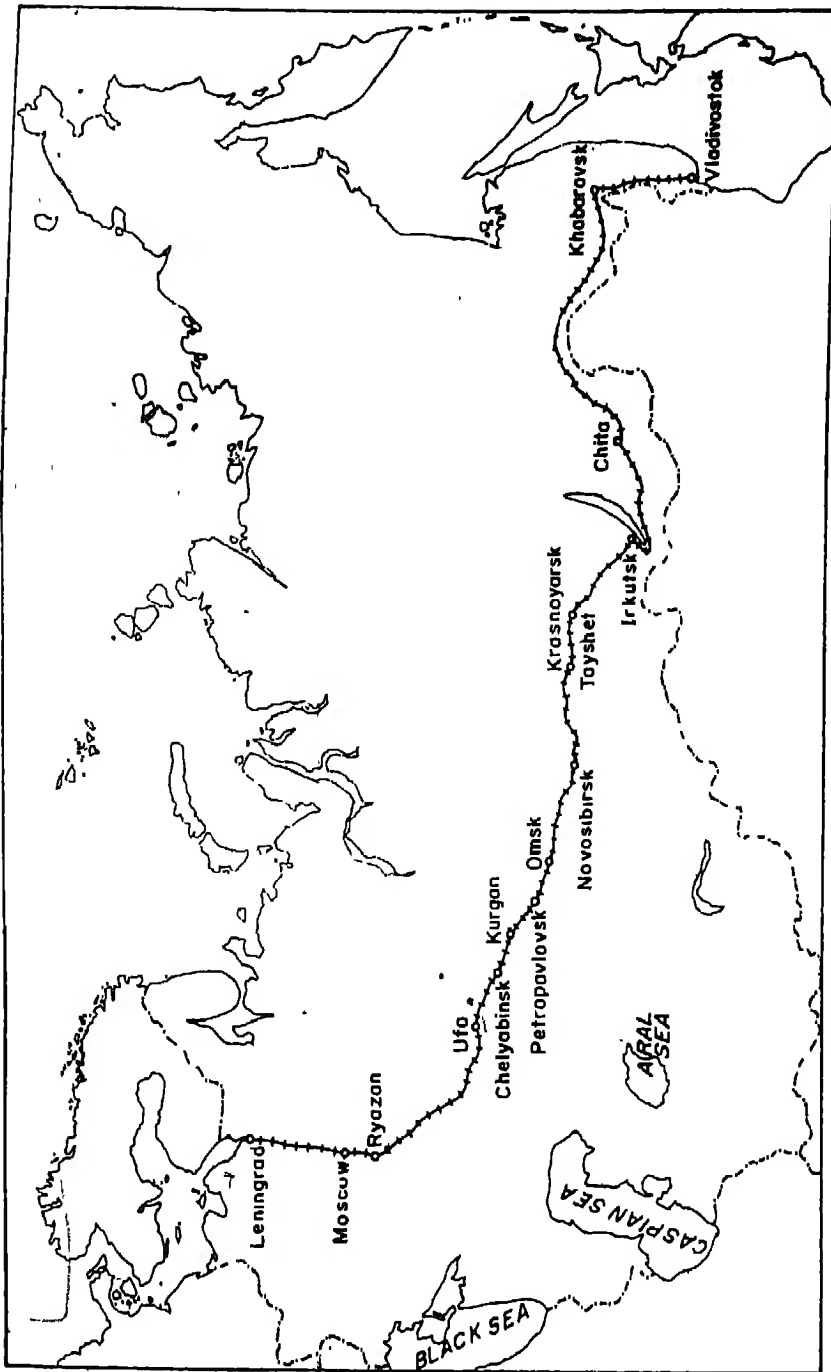 Leningrad
Moscuw
Ryazan
Ufa
Chelyabinsk
Kurgan
Petropavlovsk
Omsk
Novosibirsk
Krasnoyarsk
Tayshet
Irkutsk
Chita
Khabarovsk
Vladivostok
BLACK SEA
CASPIAN SEA
ARAL
SEA